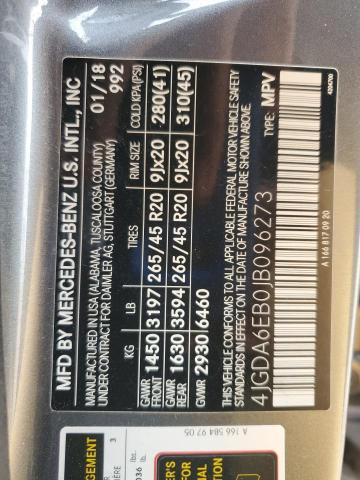 MFD BY MERCEDES-BENZ U.S. INTL., INC
MANUFACTURED IN USA (ALABAMA, TUSCALOOSA COUNTY) 01/18
UNDER CONTRACT FOR DAIMLER AG, STUTTGART (GERMANY) 992
KG LB TIRES RIM SIZE COLD KPA(PSI)
GAWR FRONT 1450 3197 265/45 R20 9Jx20 280(41)
GAWR REAR 1630 3594 265/45 R20 9Jx20 310(45)
GVWR 2930 6460
THIS VEHICLE CONFORMS TO ALL APPLICABLE FEDERAL MOTOR VEHICLE SAFETY
STANDARDS IN EFFECT ON THE DATE OF MANUFACTURE SHOWN ABOVE.
4JGDA6EB0JB096273 TYPE: MPV
A 166 817 09 20
4204700
A 166 584 97 05
3